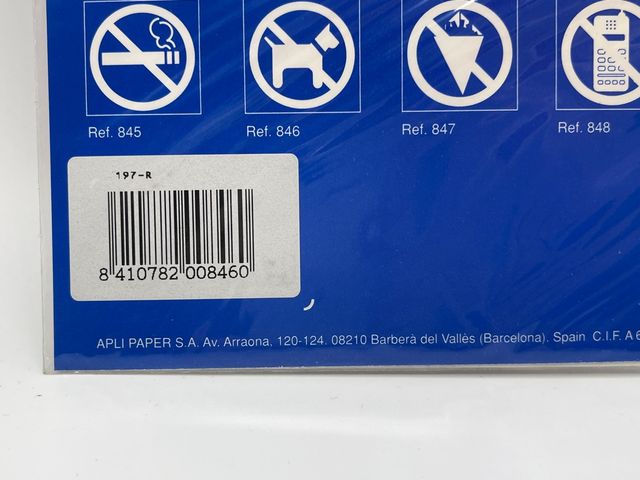 Ref. 845
Ref. 846
Ref. 847
Ref. 848
197-R
8 410782 008460
APLI PAPER S.A. Av. Arraona, 120-124. 08210 Barberà del Vallès (Barcelona). Spain C.I.F. A